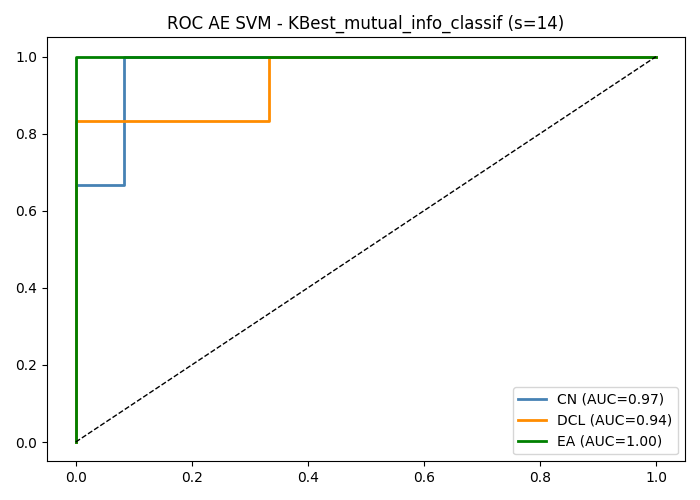 ROC AE SVM - KBest_mutual_info_classif (s=14)
1.0
0.8
0.6
0.4
0.2
0.0
0.0 0.2 0.4 0.6 0.8 1.0
CN (AUC=0.97)
DCL (AUC=0.94)
EA (AUC=1.00)